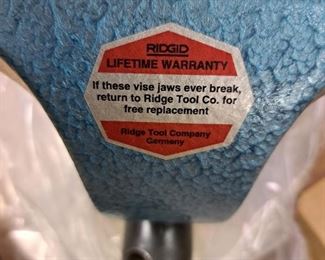 RIDGID
LIFETIME WARRANTY
If these vise jaws ever break,
return to Ridge Tool Co. for
free replacement
Ridge Tool Company
Germany